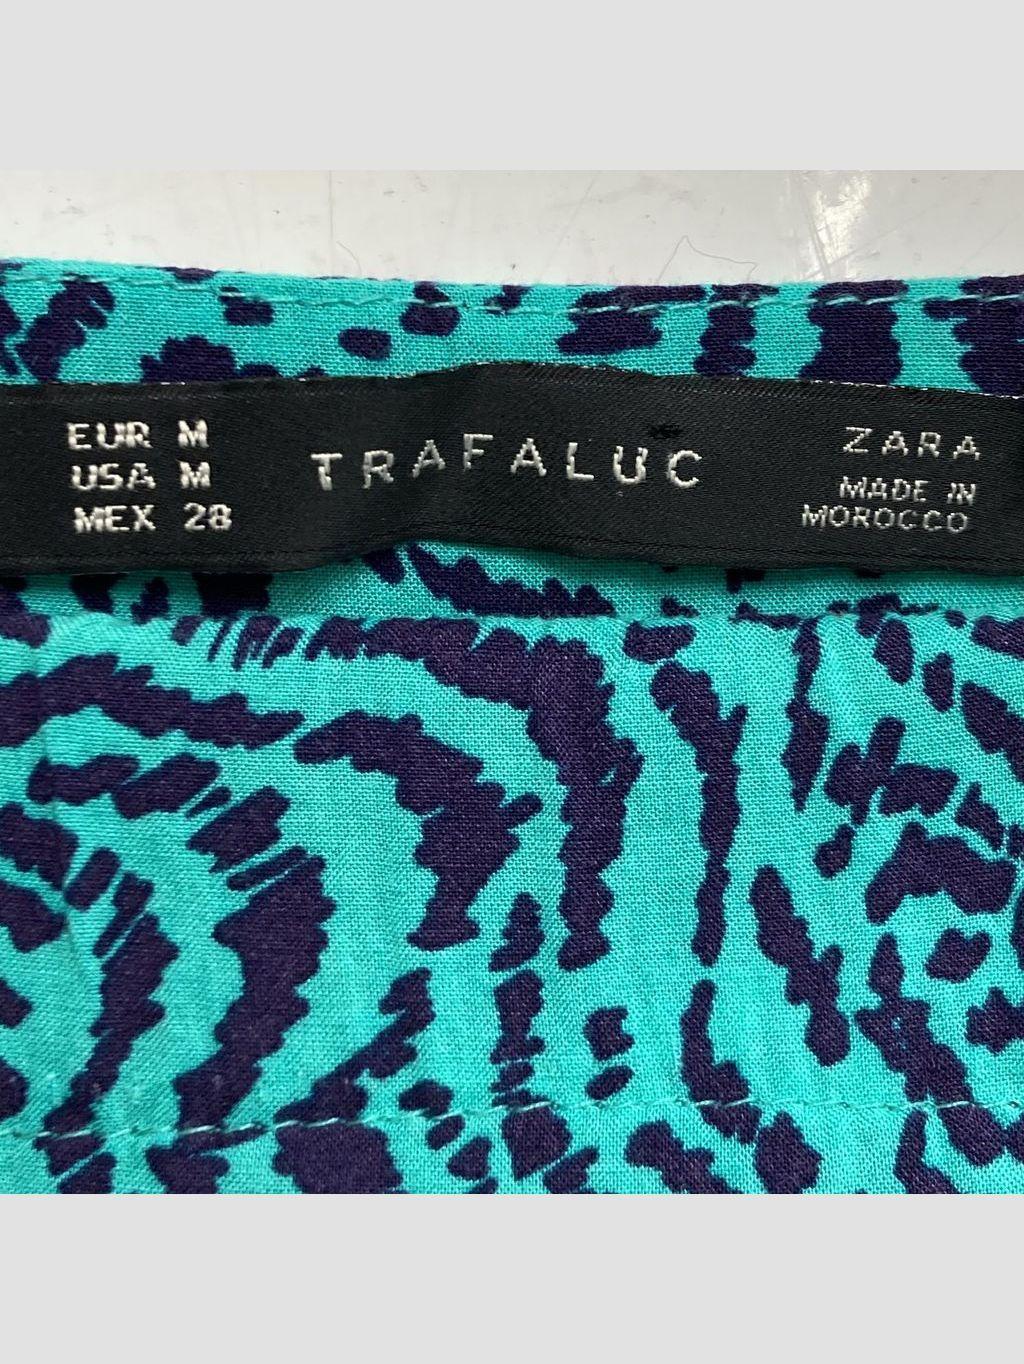 EUR M
USA M
MEX 28
TRAFALUC
ZARA
MADE IN
MOROCCO